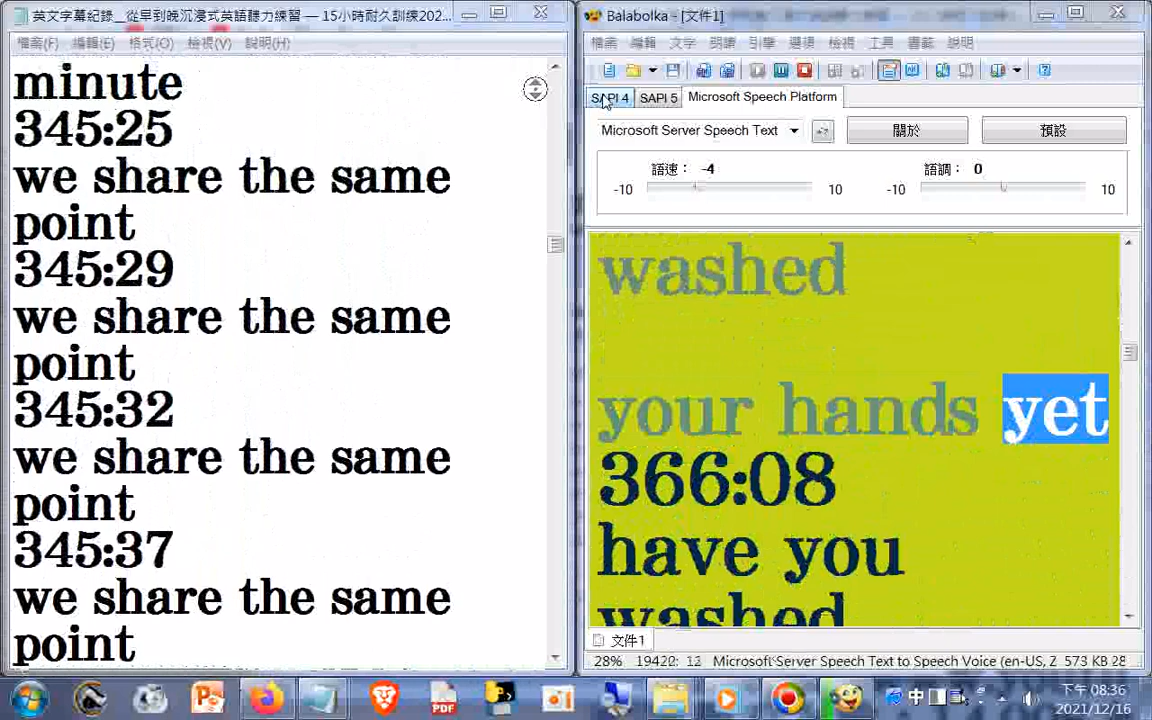 英文字幕紀錄__從早到晚沉浸式英語聽力練習 — 15小時耐久訓練202...
檔案(F) 編輯(E) 格式(O) 檢視(V) 說明(H)
minute
345:25
we share the same
point
345:29
we share the same
point
345:32
we share the same
point
345:37
we share the same
point
Balabolka - [文件1]
檔案 編輯 文字 朗讀 引擎 選項 檢視 工具 書籤 說明
SAPI 4 SAPI 5 Microsoft Speech Platform
Microsoft Server Speech Text +? 關於 預設
語速： -4 語調： 0
-10 10 -10 10
washed
your hands yet
366:08
have you
washed
文件1
28% 19420: 12 Microsoft Server Speech Text to Speech Voice (en-US, Z 573 KB 28
PDF
中
下午 08:36
2021/12/16